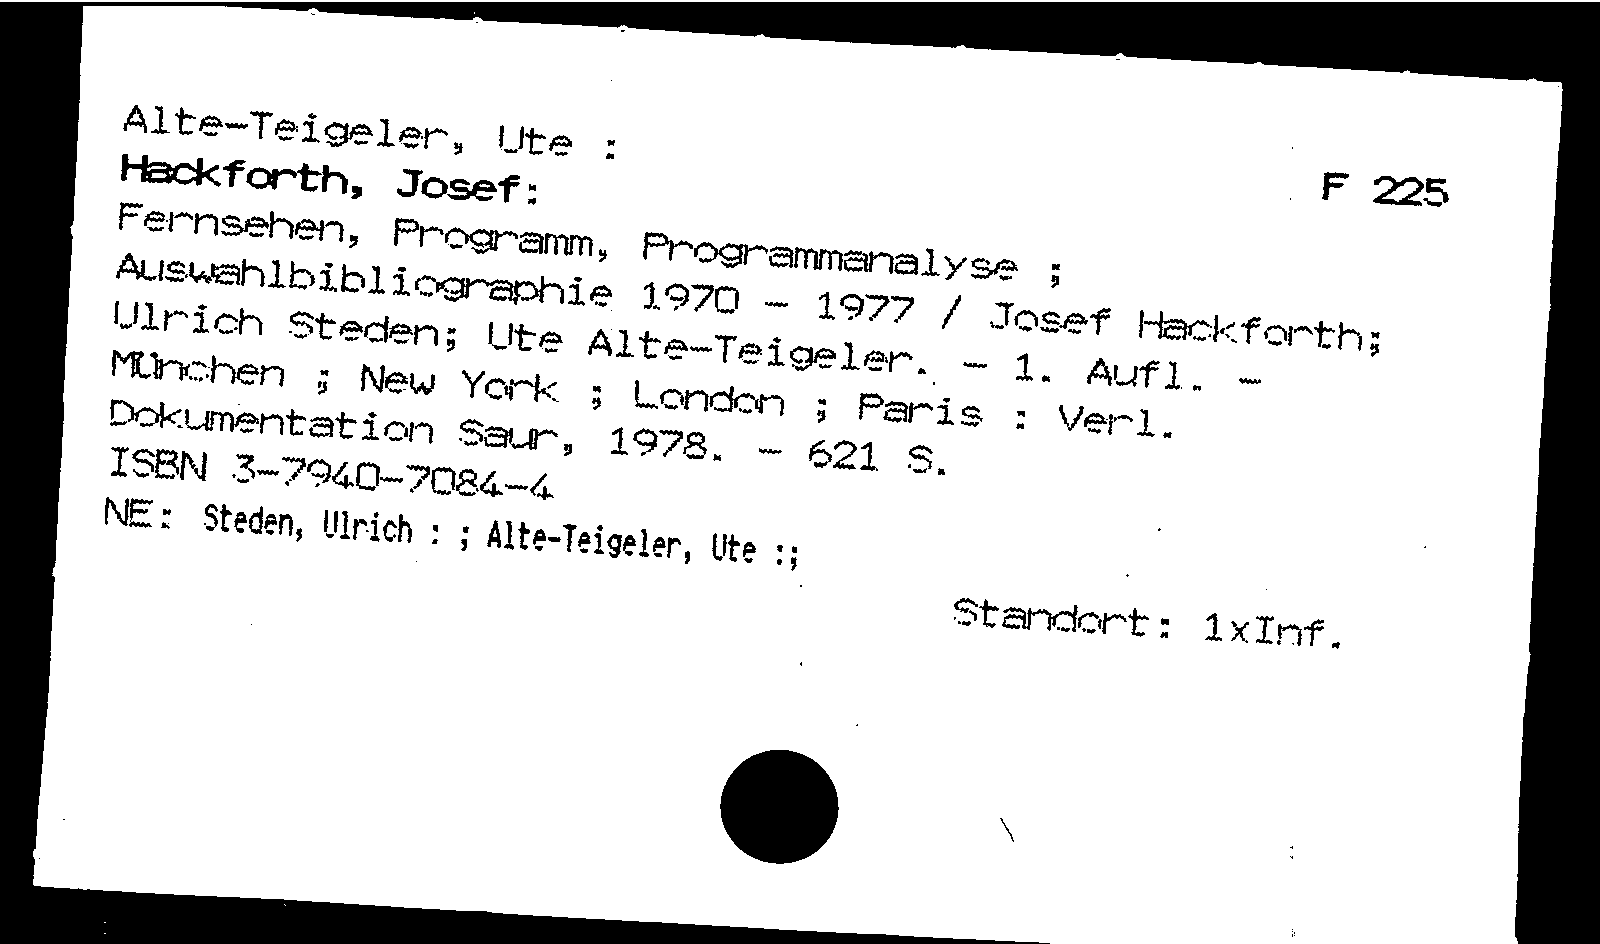 Alte-Teigeler, Ute :
Hackforth, Josef:
F 225
Fernsehen, Programm, Programmanalyse ;
Auswahlbibliographie 1970 - 1977 / Josef Hackforth;
Ulrich Steden; Ute Alte-Teigeler. - 1. Aufl. -
München ; New York ; London ; Paris : Verl.
Dokumentation Saur, 1978. - 621 S.
ISBN 3-7940-7084-4
NE: Steden, Ulrich : ; Alte-Teigeler, Ute :;
Standort: 1xInf.